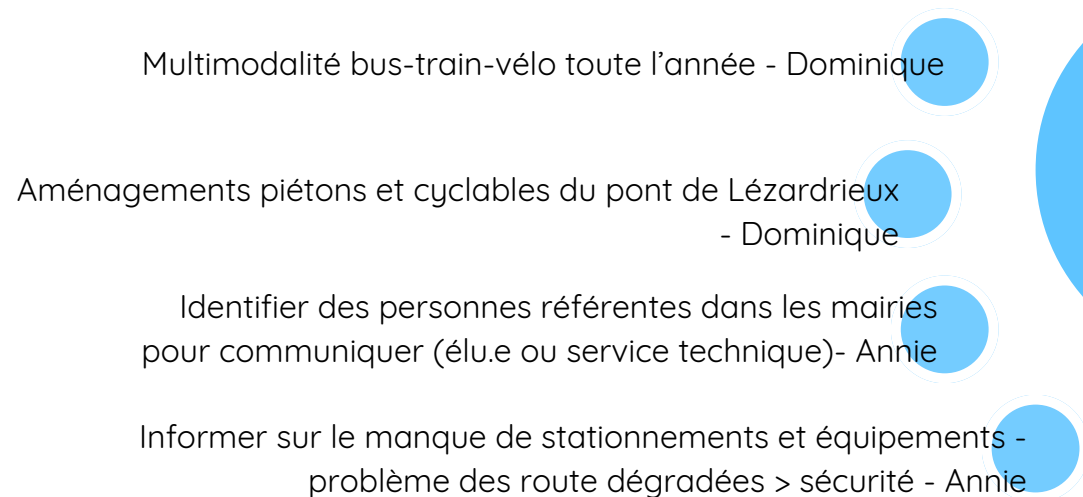 Multimodalité bus-train-vélo toute l’année - Dominique
Aménagements piétons et cyclables du pont de Lézardrieux
- Dominique
Identifier des personnes référentes dans les mairies
pour communiquer (élu.e ou service technique)- Annie
Informer sur le manque de stationnements et équipements -
problème des route dégradées > sécurité - Annie